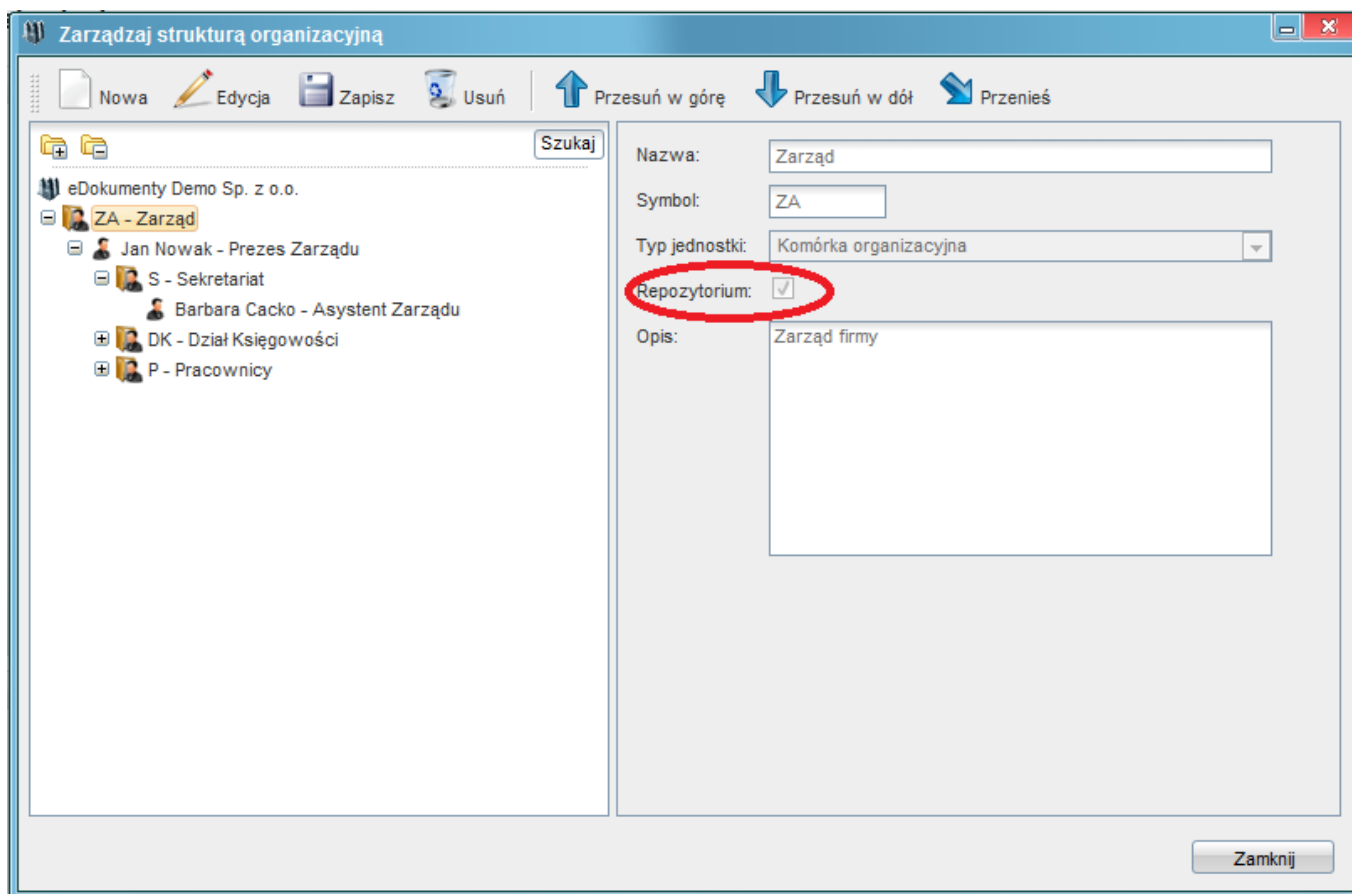 Zarządzaj strukturą organizacyjną
Nowa Edycja Zapisz Usuń Przesuń w górę Przesuń w dół Przenieś
Szukaj
eDokumenty Demo Sp. z o.o.
ZA - Zarząd
Jan Nowak - Prezes Zarządu
S - Sekretariat
Barbara Cacko - Asystent Zarządu
DK - Dział Księgowości
P - Pracownicy
Nazwa: Zarząd
Symbol: ZA
Typ jednostki: Komórka organizacyjna
Repozytorium:
Opis: Zarząd firmy
Zamknij